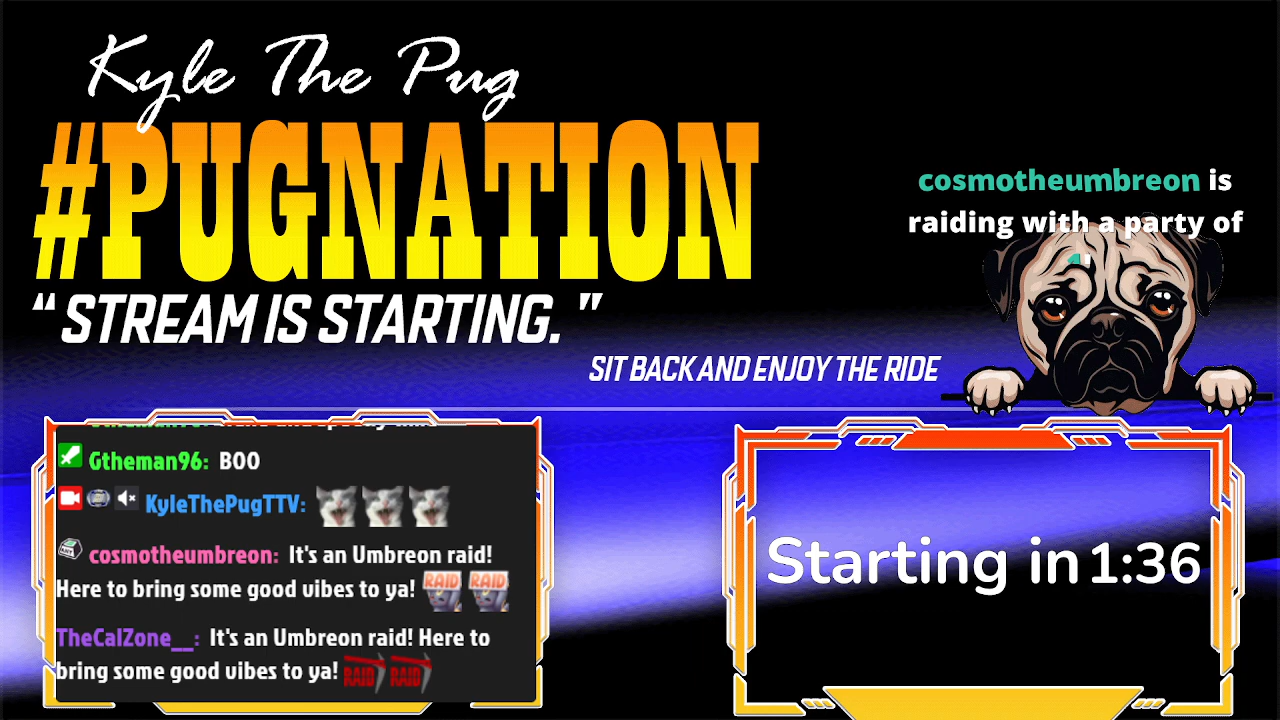 Kyle The Pug
#PUGNATION
“ STREAM IS STARTING. ”
SIT BACK AND ENJOY THE RIDE
cosmotheumbreon is
raiding with a party of
Gtheman96: BOO
KyleThePugTTV:
cosmotheumbreon: It's an Umbreon raid!
Here to bring some good vibes to ya! RAID RAID
TheCalZone__: It's an Umbreon raid! Here to
bring some good vibes to ya! RAID RAID
Starting in 1:36